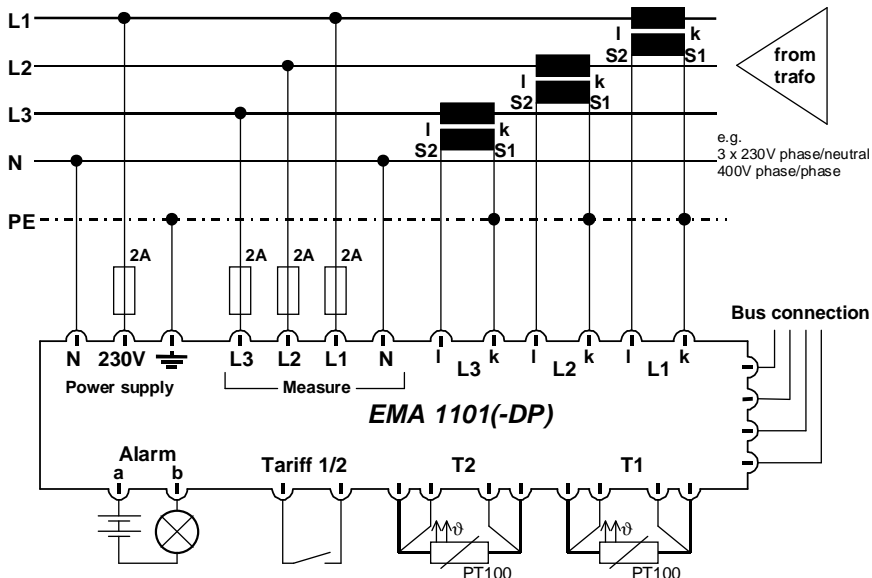 L1
l k
S2 S1
L2
l k
S2 S1
from
trafo
L3
l k
S2 S1
e.g.
3 x 230V phase/neutral
400V phase/phase
N
PE
2A 2A 2A 2A
Bus connection
N 230V L3 L2 L1 N l L3 k l L2 k l L1 k
Power supply Measure
EMA 1101(-DP)
Alarm
a b
Tariff 1/2 T2 T1
ϑ ϑ
PT100 PT100